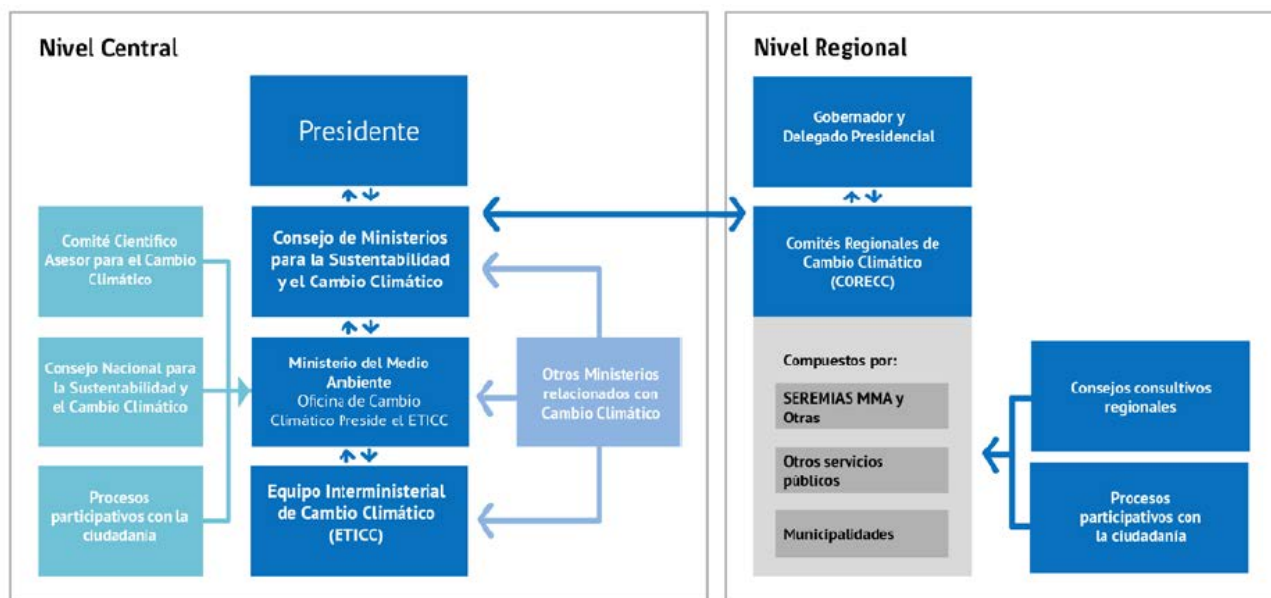 Nivel Central
Presidente
Comité Científico
Asesor para el Cambio
Climático
Consejo de Ministerios
para la Sustentabilidad
y el Cambio Climático
Consejo Nacional para
la Sustentabilidad y
el Cambio Climático
Ministerio del Medio
Ambiente
Oficina de Cambio
Climático Preside el ETICC
Otros Ministerios
relacionados con
Cambio Climático
Procesos
participativos con la
ciudadanía
Equipo Interministerial
de Cambio Climático
(ETICC)
Nivel Regional
Gobernador y
Delegado Presidencial
Comités Regionales de
Cambio Climático
(CORECC)
Compuestos por:
SEREMIAS MMA y
Otras
Otros servicios
públicos
Municipalidades
Consejos consultivos
regionales
Procesos
participativos con
la ciudadanía